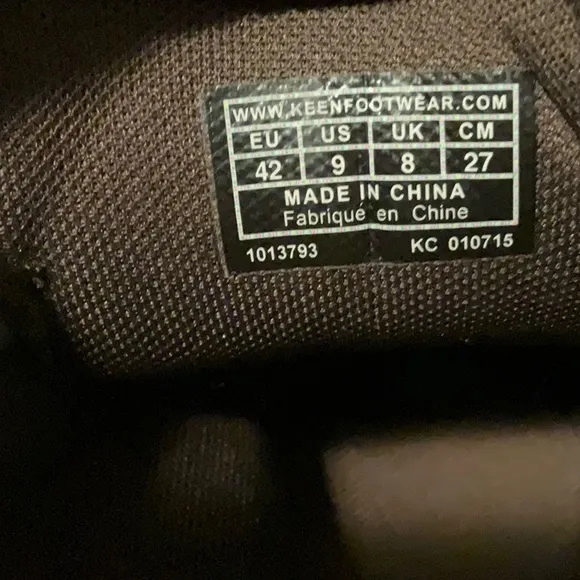 WWW.KEENFOOTWEAR.COM
EU US UK CM
42 9 8 27
MADE IN CHINA
Fabriqué en Chine
1013793 KC 010715